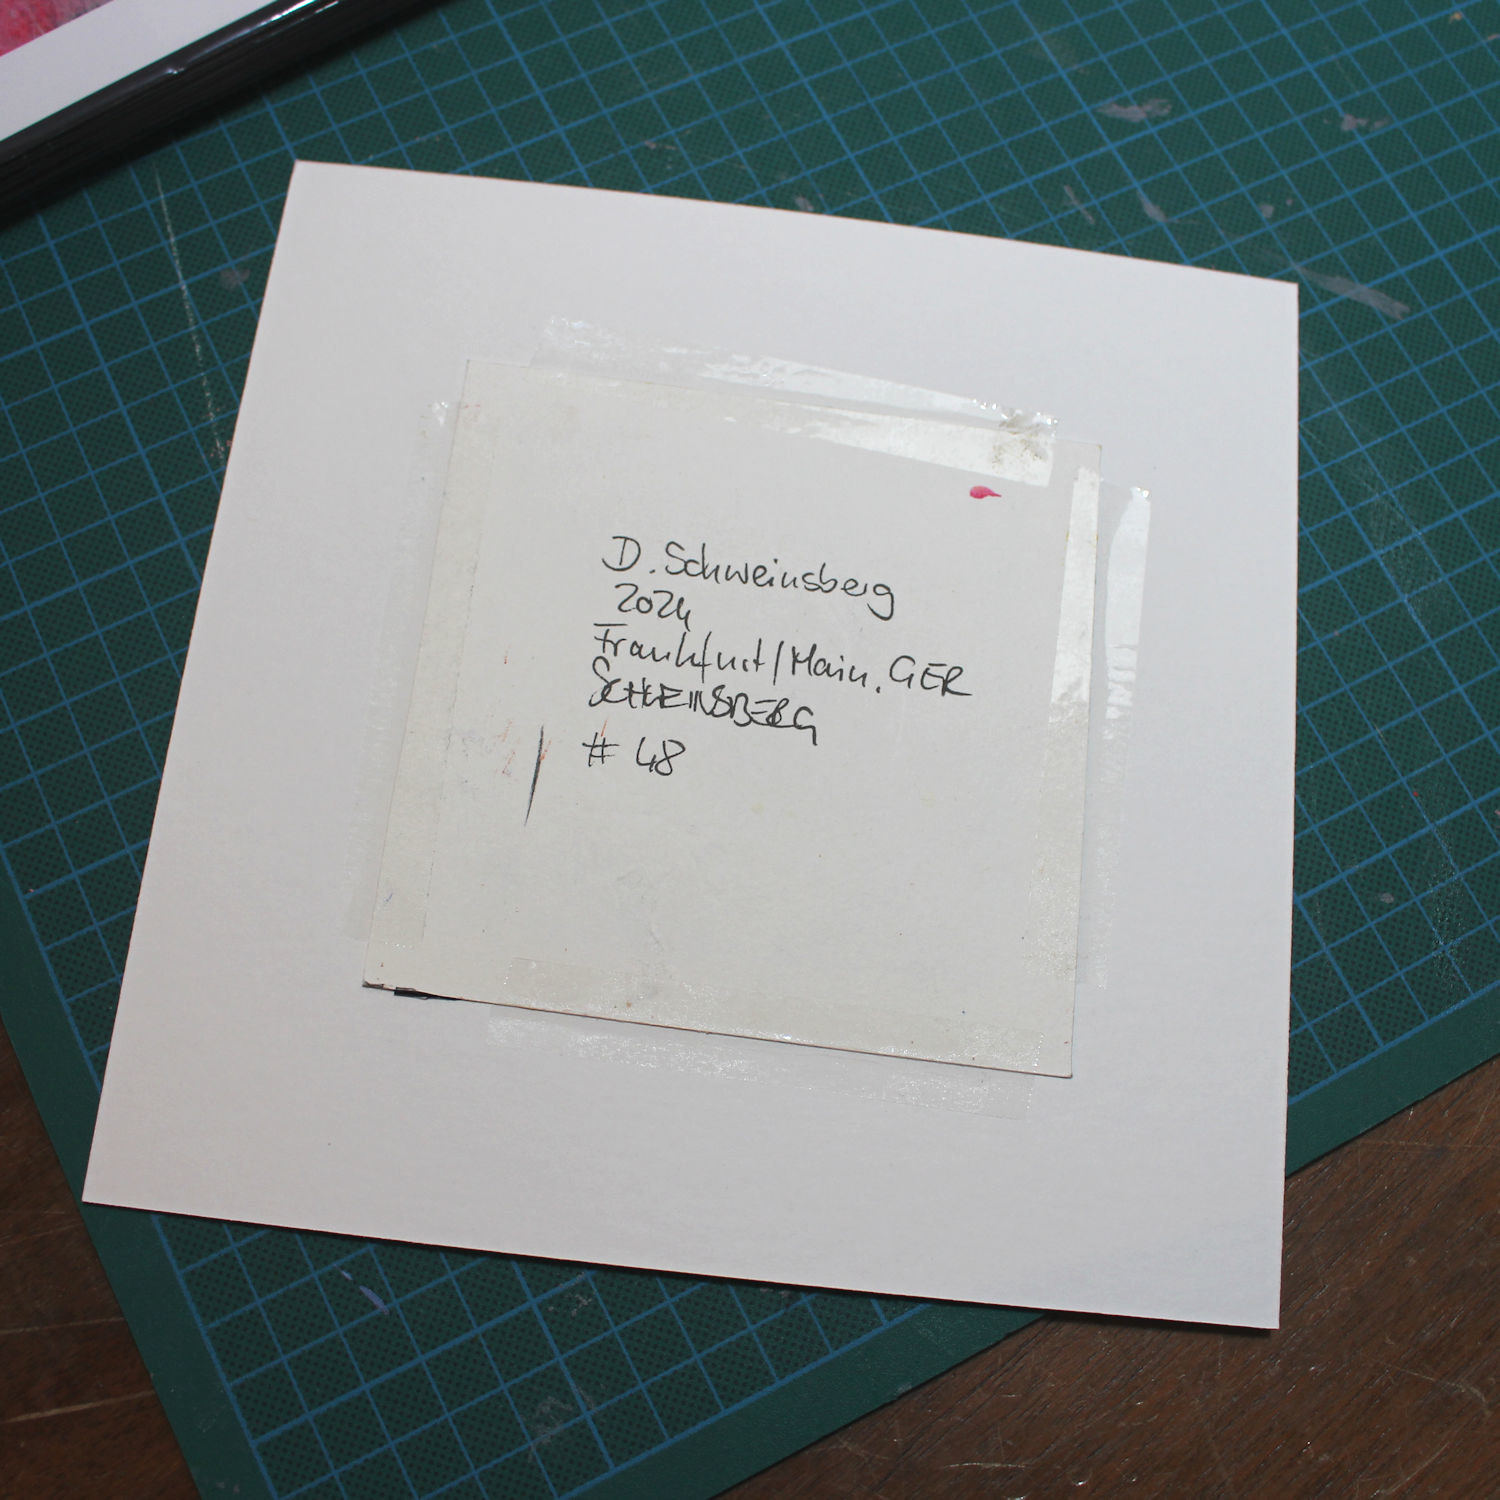 D. Schweinsberg
2024
Frankfurt/Main. GER
SCHWEINSBERG
# 48